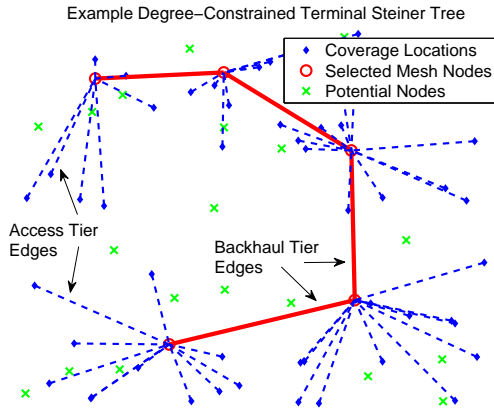 Example Degree−Constrained Terminal Steiner Tree
Coverage Locations
Selected Mesh Nodes
Potential Nodes
Access Tier
Edges
Backhaul Tier
Edges